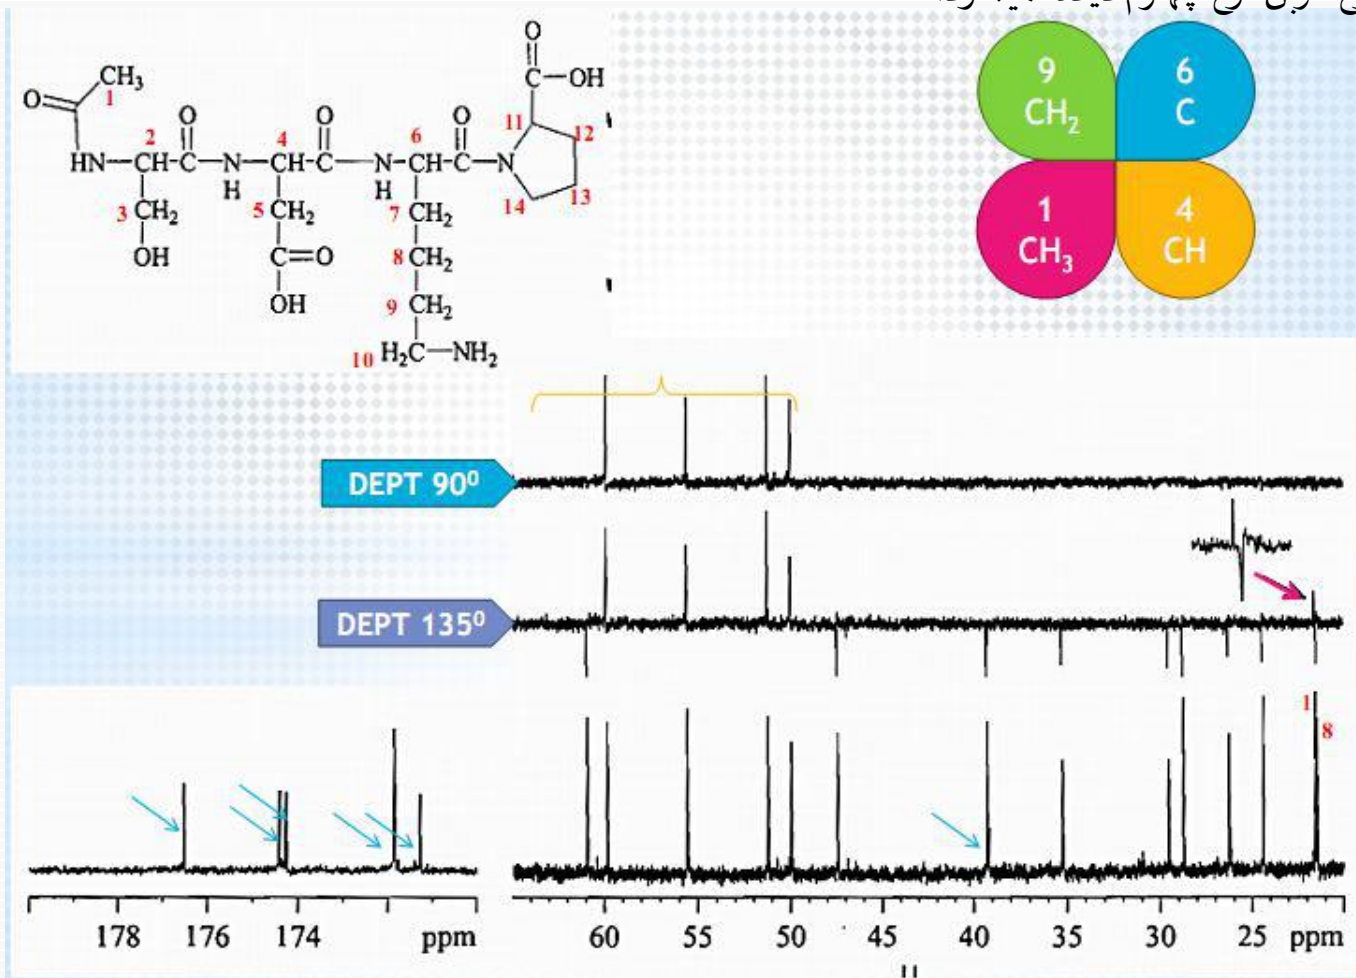 CH₃
O
1
O
O
O
O
C—OH
2
4
6
11
12
HN—CH—C—N—CH—C—N—CH—C—N
H
H
3
CH₂
5
CH₂
7
CH₂
14
13
OH
C=O
8
CH₂
OH
9
CH₂
10 H₂C—NH₂
9
CH₂
6
C
1
CH₃
4
CH
DEPT 90⁰
DEPT 135⁰
1
8
178 176 174 ppm
60 55 50 45 40 35 30 25 ppm